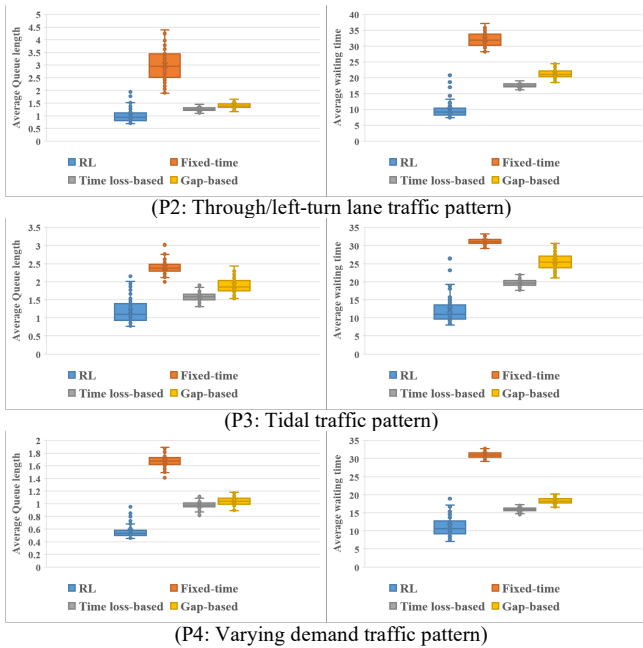 Average Queue length
5
4.5
4
3.5
3
2.5
2
1.5
1
0.5
0
RL
Fixed-time
Time loss-based
Gap-based
Average waiting time
40
35
30
25
20
15
10
5
0
RL
Fixed-time
Time loss-based
Gap-based
(P2: Through/left-turn lane traffic pattern)
Average Queue length
3.5
3
2.5
2
1.5
1
0.5
0
RL
Fixed-time
Time loss-based
Gap-based
Average waiting time
35
30
25
20
15
10
5
0
RL
Fixed-time
Time loss-based
Gap-based
(P3: Tidal traffic pattern)
Average Queue length
2
1.8
1.6
1.4
1.2
1
0.8
0.6
0.4
0.2
0
RL
Fixed-time
Time loss-based
Gap-based
Average waiting time
35
30
25
20
15
10
5
0
RL
Fixed-time
Time loss-based
Gap-based
(P4: Varying demand traffic pattern)